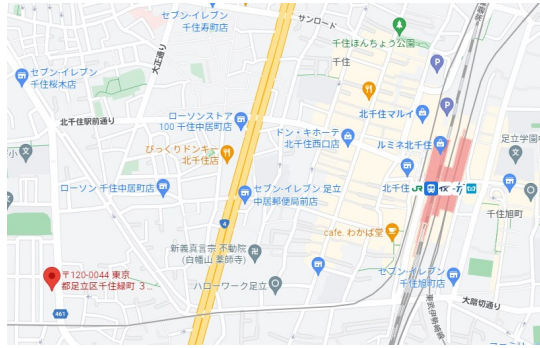 セブン-イレブン
千住寿町店
サンロード
千住ほんちょう公園
千住
大正通り
セブン-イレブン
千住桜木店
北千住駅前通り
ローソンストア
100 千住中居町店
北千住マルイ
ドン・キホーテ
北千住西口店
ルミネ北千住
足立学園中
びっくりドンキー
北千住店
小
ローソン 千住中居町店
セブン-イレブン 足立
中居郵便局前店
北千住
JR
千住旭町
4
cafe. わかば堂
新義真言宗 不動院
(白幡山 薬師寺)
〒120-0044 東京
都足立区千住緑町 3
ハローワーク足立
セブン-イレブン
千住旭町店
大踏切通り
461
東武伊勢崎線